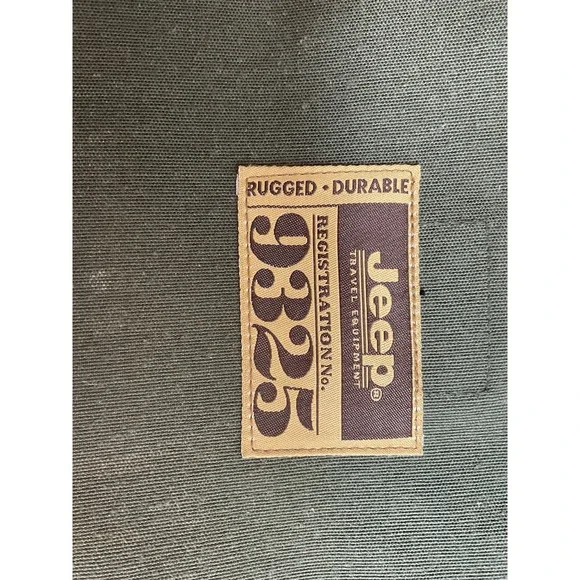 RUGGED • DURABLE
Jeep®
TRAVEL EQUIPMENT
REGISTRATION No.
9325